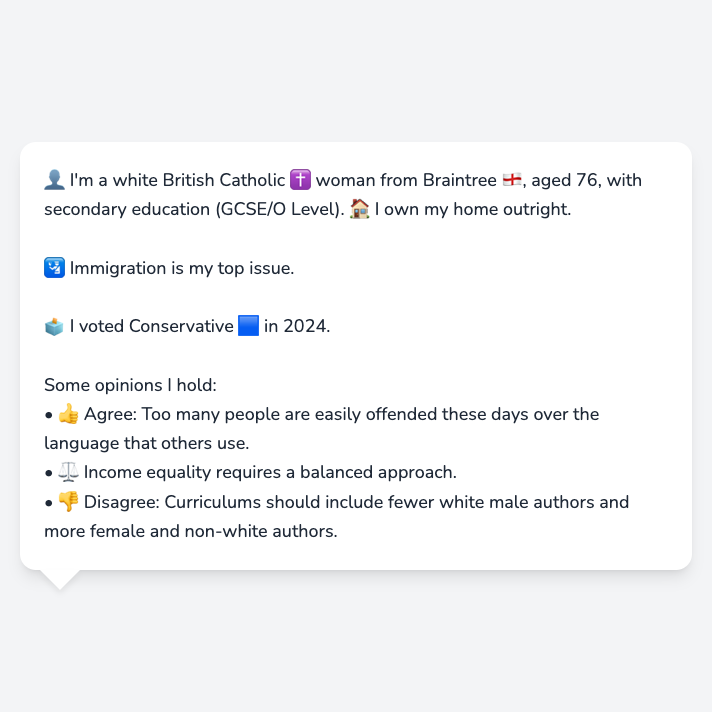 👤 I'm a white British Catholic ✝️ woman from Braintree 🏴󠁧󠁢󠁥󠁮󠁧󠁿, aged 76, with
secondary education (GCSE/O Level). 🏠 I own my home outright.
🛂 Immigration is my top issue.
🗳️ I voted Conservative 🟦 in 2024.
Some opinions I hold:
• 👍 Agree: Too many people are easily offended these days over the
language that others use.
• ⚖️ Income equality requires a balanced approach.
• 👎 Disagree: Curriculums should include fewer white male authors and
more female and non-white authors.